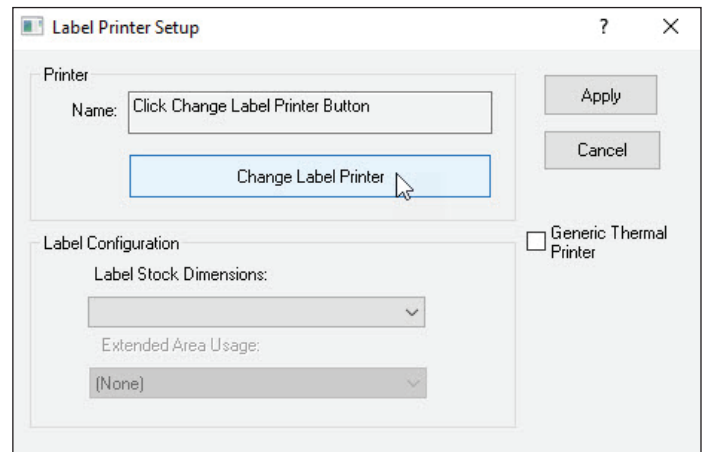 Label Printer Setup
?
Printer
Name:
Click Change Label Printer Button
Change Label Printer
Apply
Cancel
Generic Thermal
Printer
Label Configuration
Label Stock Dimensions:
Extended Area Usage:
(None)